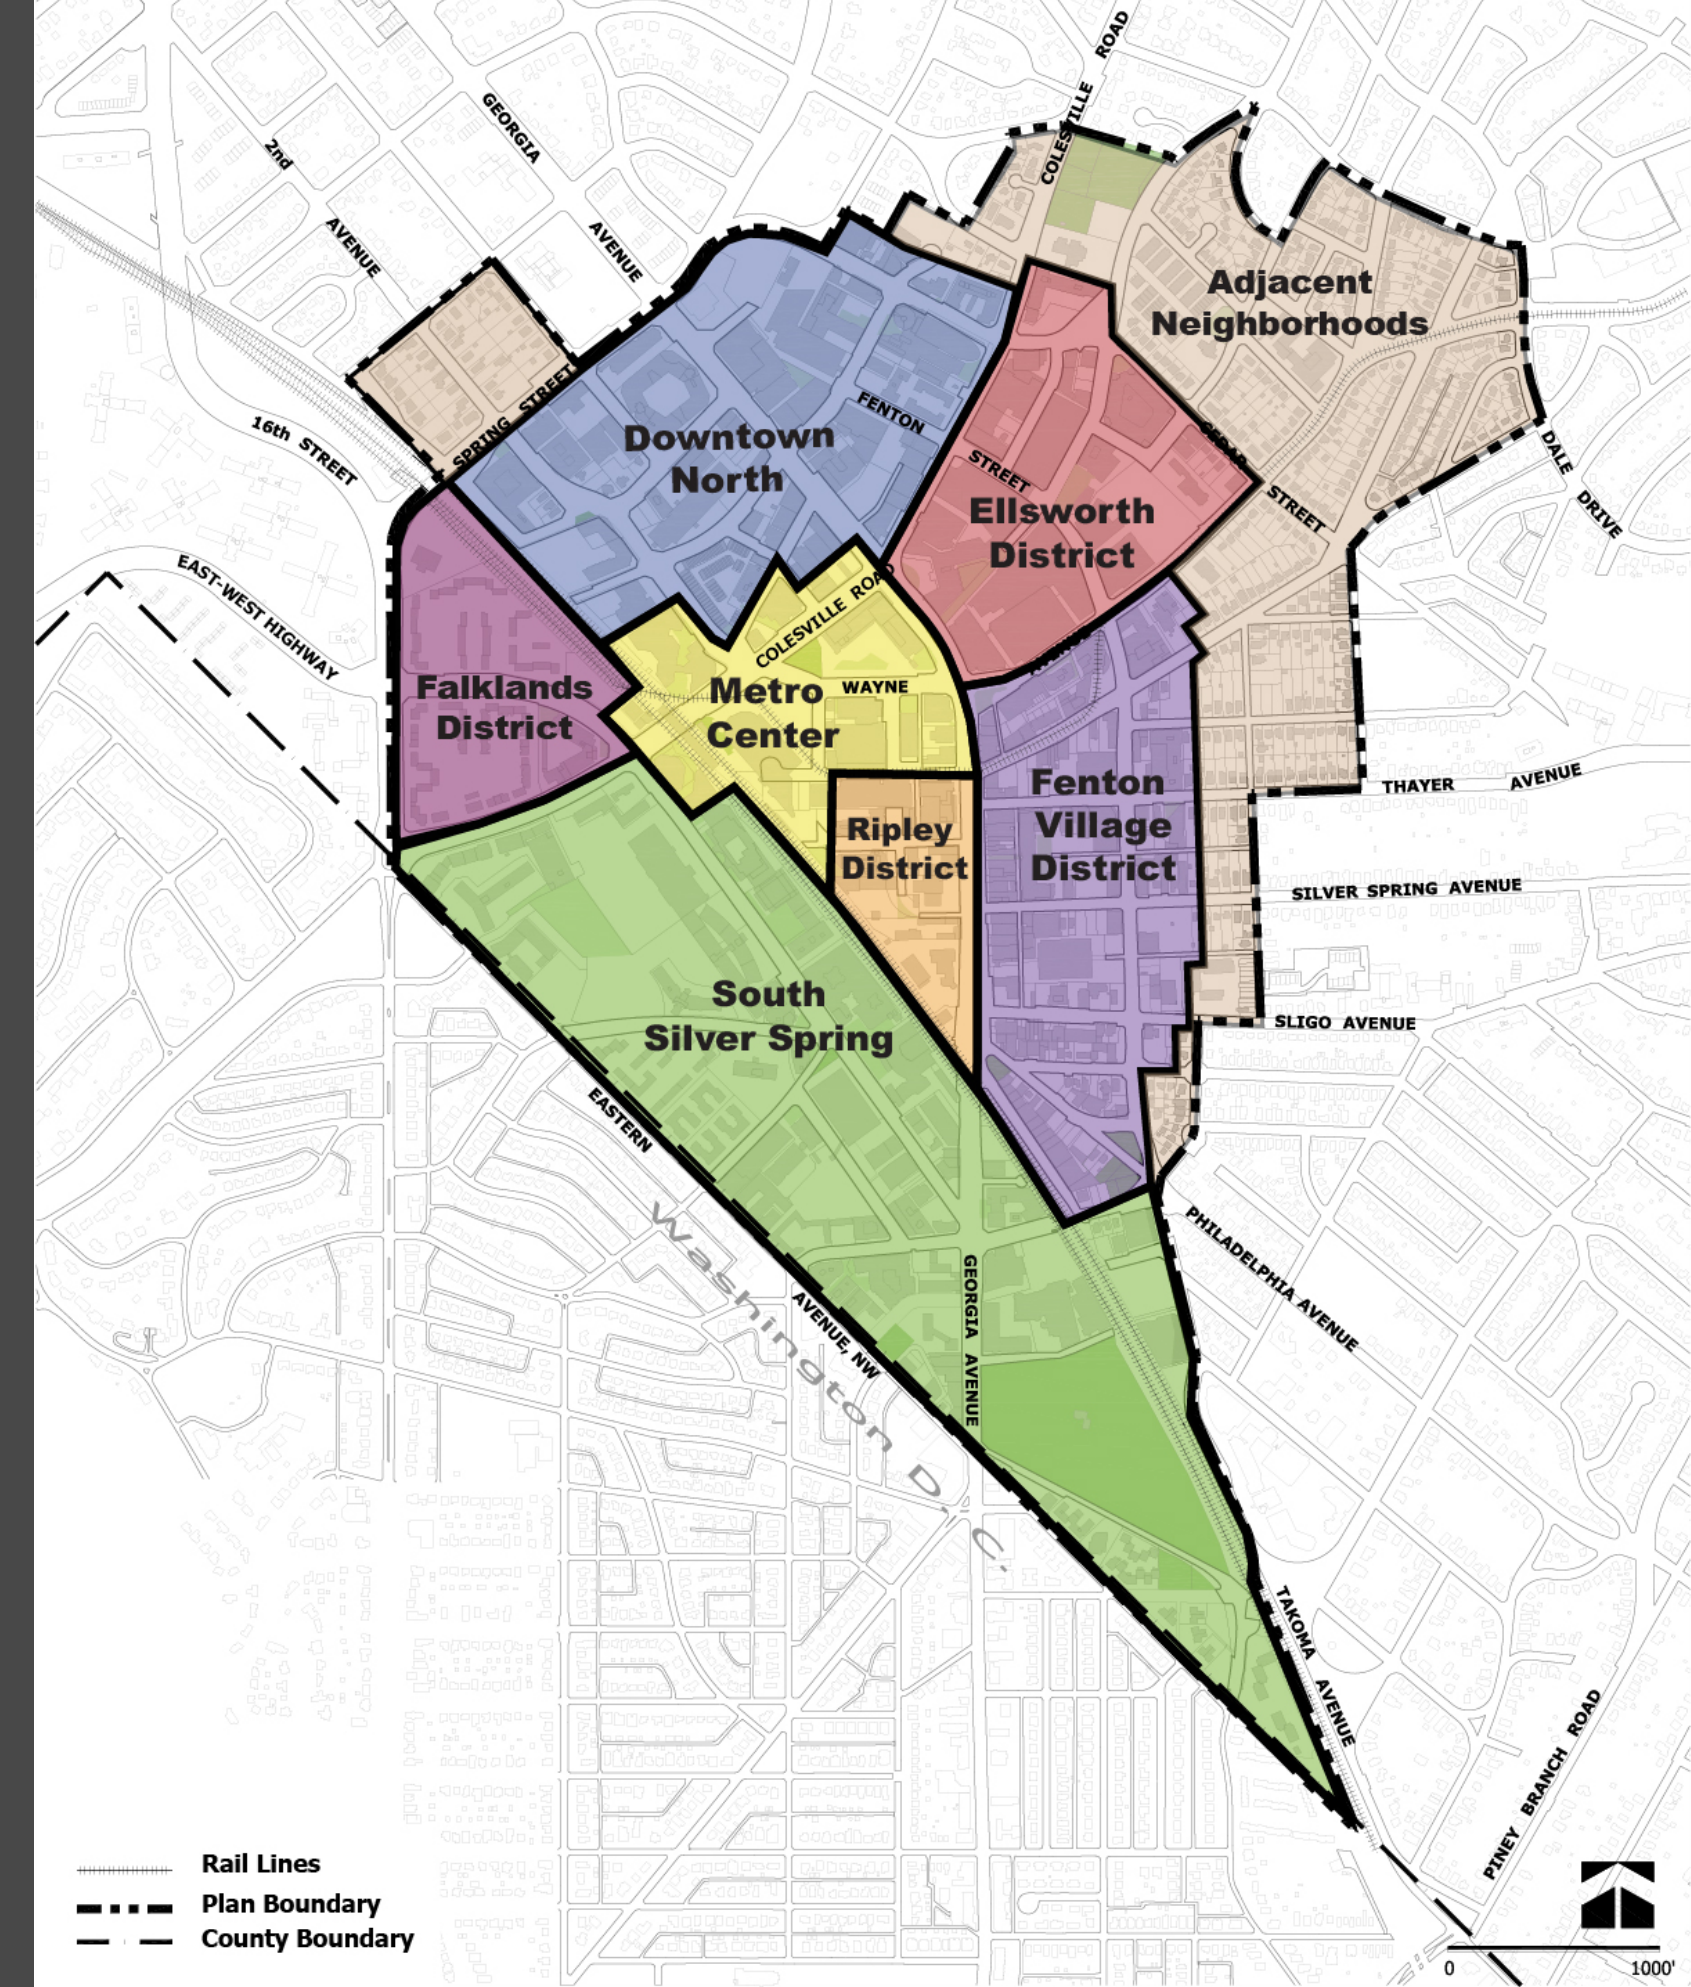 COLESVILLE ROAD
GEORGIA
AVENUE
2nd
AVENUE
Adjacent
Neighborhoods
SPRING STREET
16th STREET
FENTON
STREET
Downtown
North
CEDAR
STREET
DALE
DRIVE
Ellsworth
District
EAST-WEST HIGHWAY
COLESVILLE ROAD
WAYNE
AVENUE
Falklands
District
Metro
Center
Fenton
Village
District
THAYER AVENUE
Ripley
District
SILVER SPRING AVENUE
South
Silver Spring
SLIGO AVENUE
EASTERN
AVENUE, NW
Washington D.C.
PHILADELPHIA AVENUE
GEORGIA AVENUE
TAKOMA AVENUE
PINEY BRANCH ROAD
Rail Lines
Plan Boundary
County Boundary
0 1000'